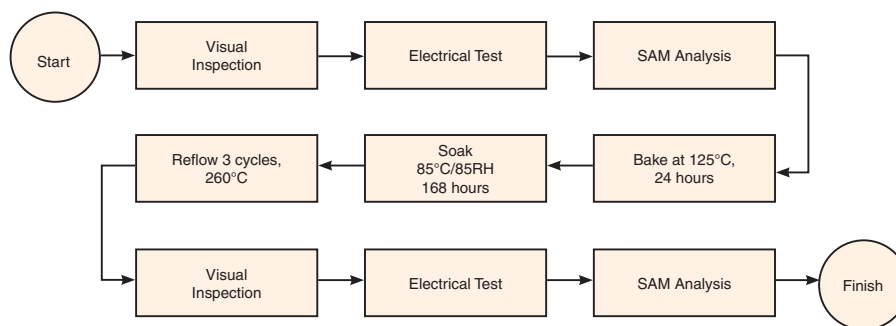 Start
Visual
Inspection
Electrical Test
SAM Analysis
Bake at 125°C,
24 hours
Soak
85°C/85RH
168 hours
Reflow 3 cycles,
260°C
Visual
Inspection
Electrical Test
SAM Analysis
Finish